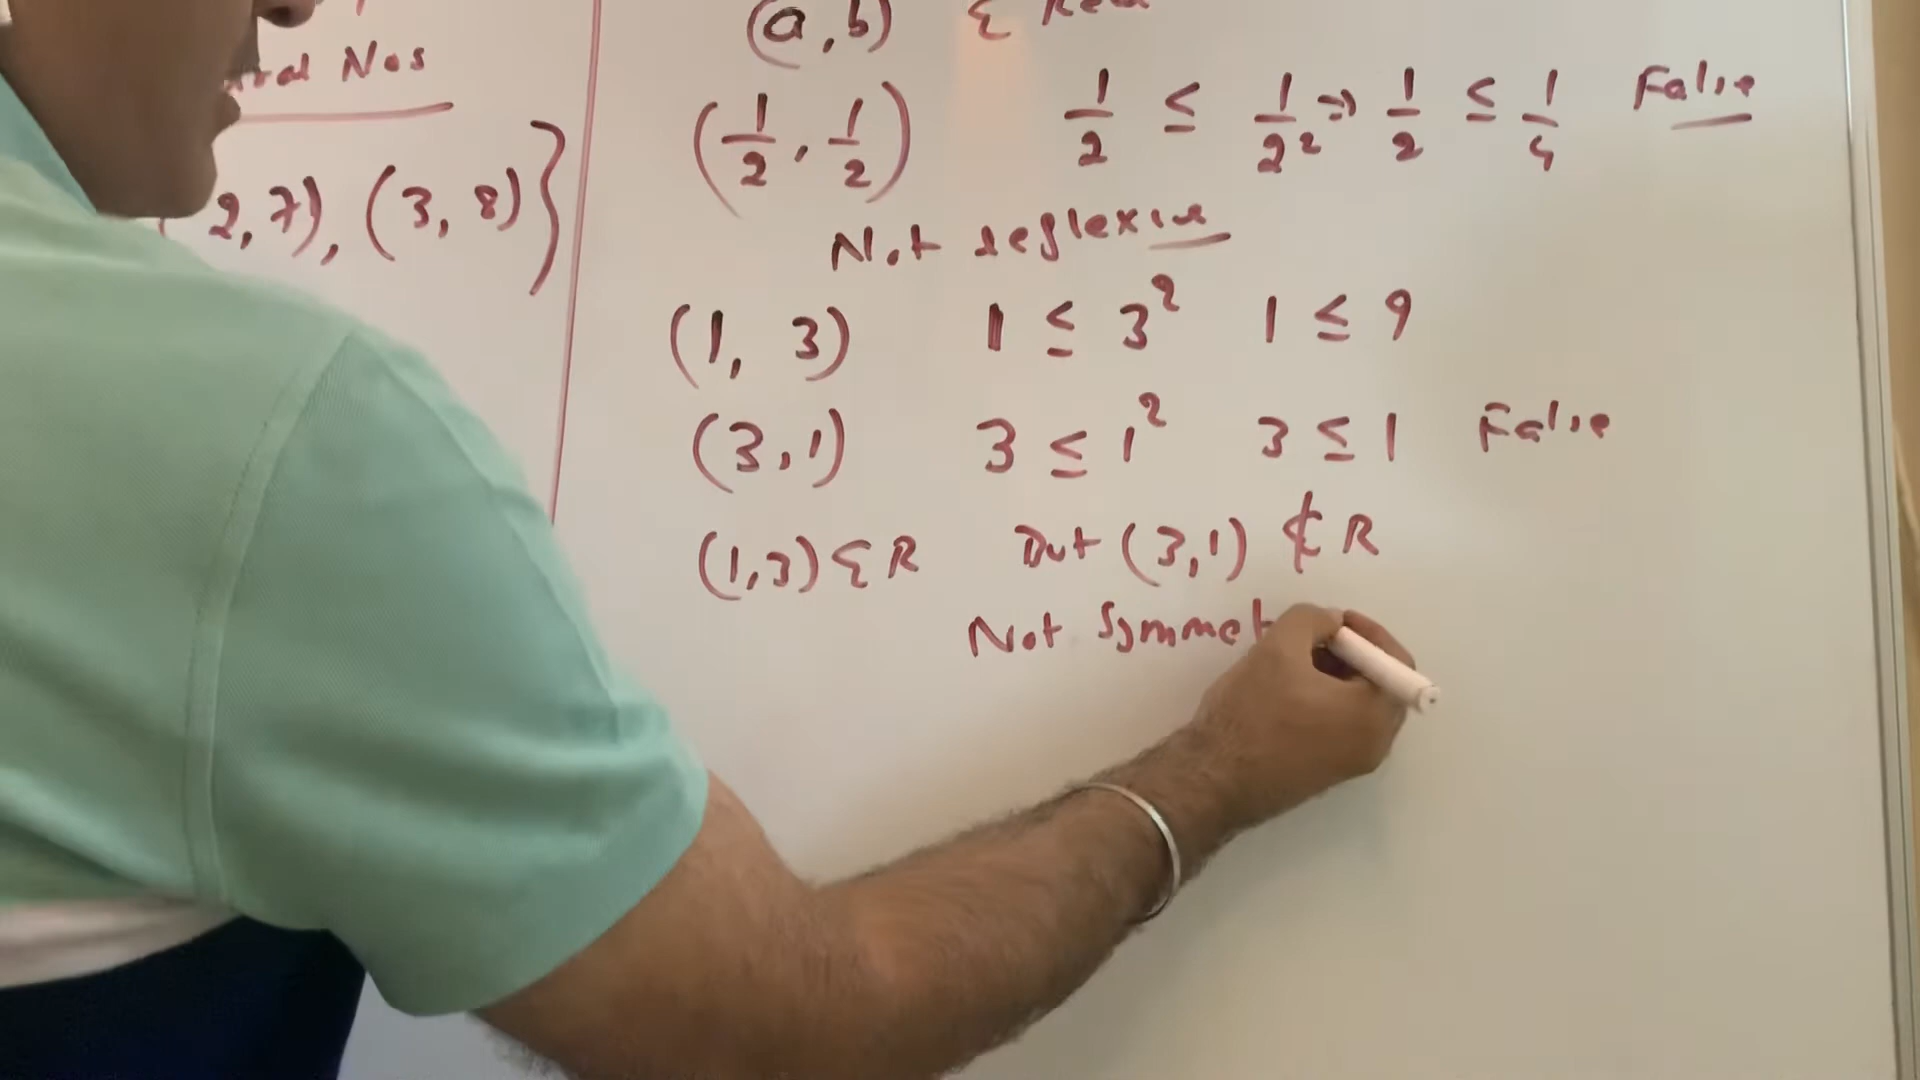 Nos
2,7), (3, 8)}
(a,b) ∈
(1/2, 1/2) 1/2 ≤ 1/2² ⇒ 1/2 ≤ 1/4 False
Not reflexive
(1, 3) 1 ≤ 3² 1 ≤ 9
(3,1) 3 ≤ 1² 3 ≤ 1 False
(1,3) ∈ R But (3,1) ∉ R
Not Symmet